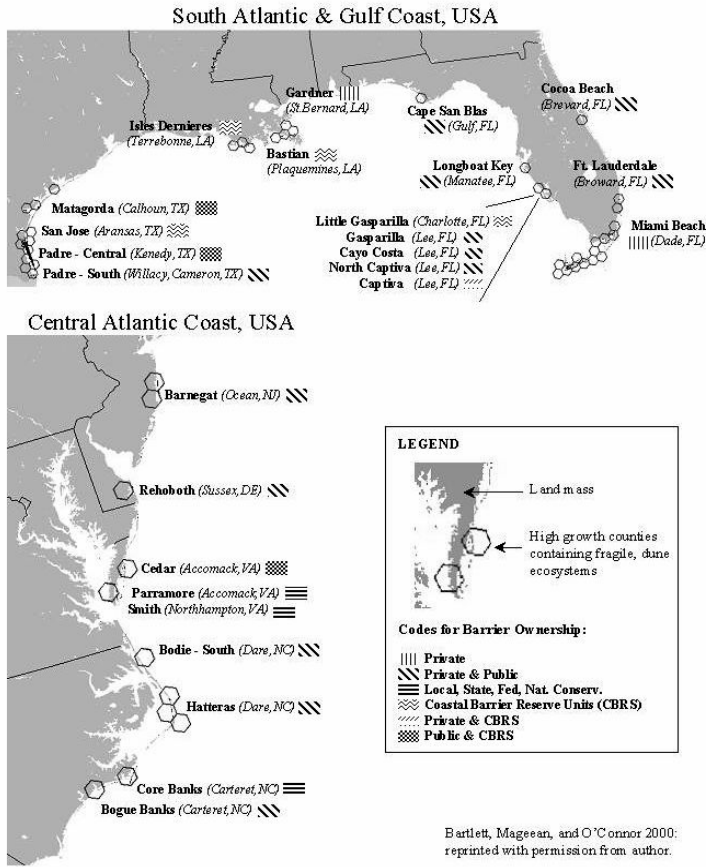 South Atlantic & Gulf Coast, USA
Gardner
(St.Bernard, LA)
Isles Dernieres
(Terrebonne, LA)
Bastian
(Plaquemines, LA)
Cape San Blas
(Gulf, FL)
Cocoa Beach
(Brevard, FL)
Longboat Key
(Manatee, FL)
Ft. Lauderdale
(Broward, FL)
Miami Beach
(Dade, FL)
Matagorda (Calhoun, TX)
San Jose (Aransas, TX)
Padre - Central (Kenedy, TX)
Padre - South (Willacy, Cameron, TX)
Little Gasparilla (Charlotte, FL)
Gasparilla (Lee, FL)
Cayo Costa (Lee, FL)
North Captiva (Lee, FL)
Captiva (Lee, FL)
Central Atlantic Coast, USA
Barnegat (Ocean, NJ)
Rehoboth (Sussex, DE)
Cedar (Accomack, VA)
Parramore (Accomack, VA)
Smith (Northhampton, VA)
Bodie - South (Dare, NC)
Hatteras (Dare, NC)
Core Banks (Carteret, NC)
Bogue Banks (Carteret, NC)
LEGEND
Land mass
High growth counties
containing fragile, dune
ecosystems
Codes for Barrier Ownership:
Private
Private & Public
Local, State, Fed, Nat. Conserv.
Coastal Barrier Reserve Units (CBRS)
Private & CBRS
Public & CBRS
Bartlett, Mageean, and O'Connor 2000:
reprinted with permission from author.